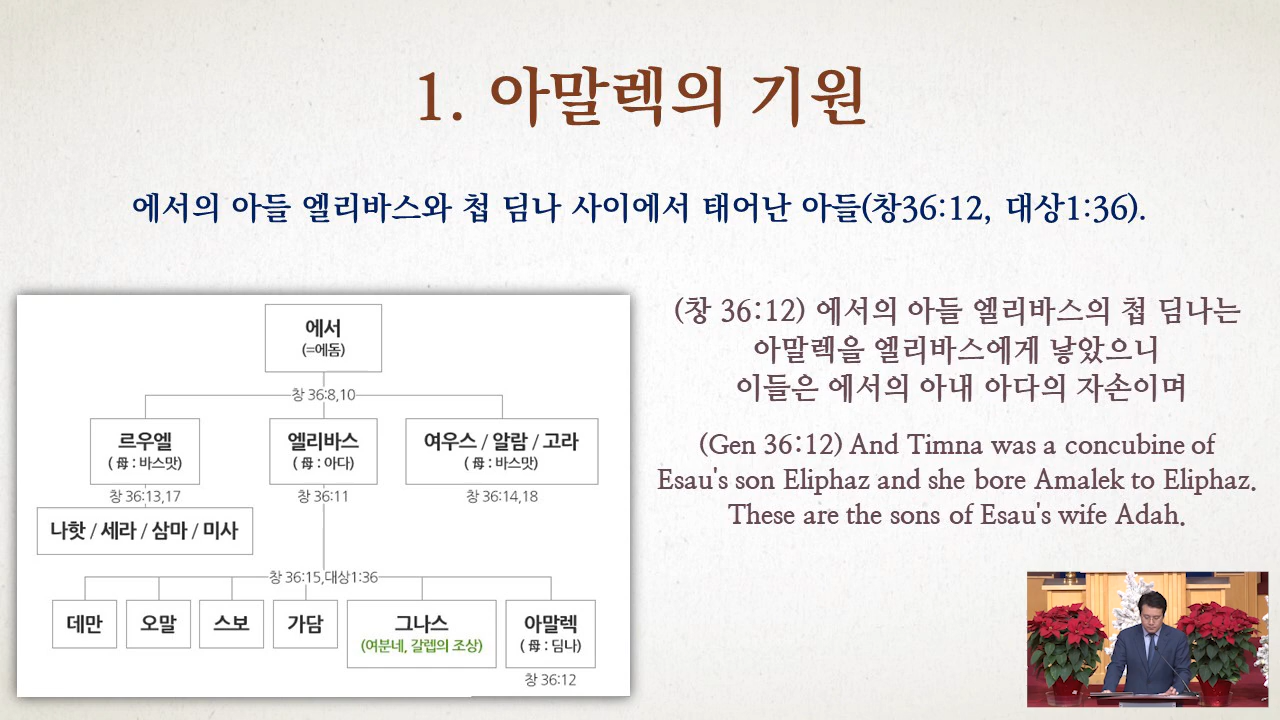 1. 아말렉의 기원
에서의 아들 엘리바스와 첩 딤나 사이에서 태어난 아들(창36:12, 대상1:36).
에서
(=에돔)
창 36:8,10
르우엘
( 母 : 바스맛)
엘리바스
( 母 : 아다)
여우스 / 알람 / 고라
( 母 : 바스맛)
창 36:13,17
창 36:11
창 36:14,18
나핫 / 세라 / 삼마 / 미사
창 36:15,대상1:36
데만
오말
스보
가담
그나스
(여분네, 갈렙의 조상)
아말렉
( 母 : 딤나)
창 36:12
(창 36:12) 에서의 아들 엘리바스의 첩 딤나는
아말렉을 엘리바스에게 낳았으니
이들은 에서의 아내 아다의 자손이며
(Gen 36:12) And Timna was a concubine of
Esau's son Eliphaz and she bore Amalek to Eliphaz.
These are the sons of Esau's wife Adah.